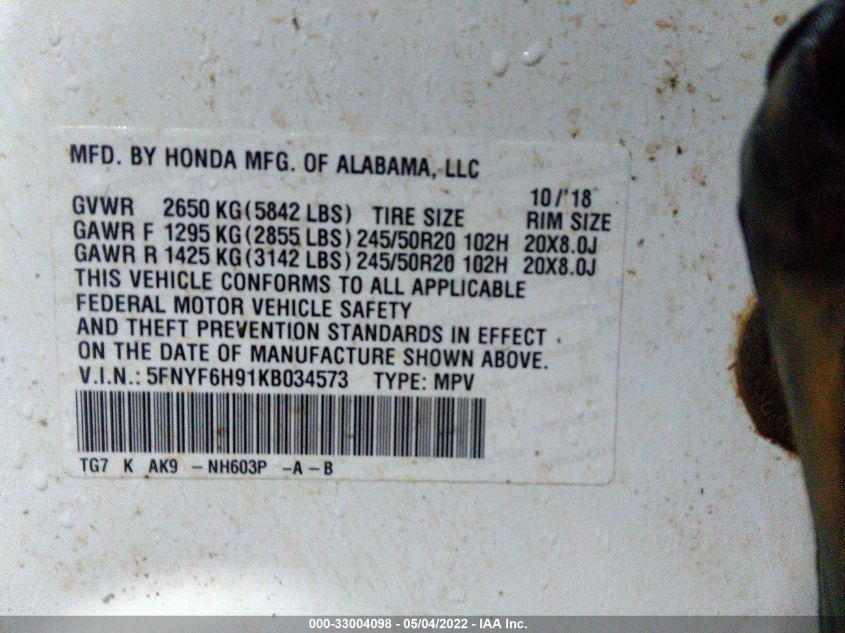 MFD. BY HONDA MFG. OF ALABAMA, LLC
10/'18
GVWR 2650 KG (5842 LBS) TIRE SIZE RIM SIZE
GAWR F 1295 KG (2855 LBS) 245/50R20 102H 20X8.0J
GAWR R 1425 KG (3142 LBS) 245/50R20 102H 20X8.0J
THIS VEHICLE CONFORMS TO ALL APPLICABLE
FEDERAL MOTOR VEHICLE SAFETY
AND THEFT PREVENTION STANDARDS IN EFFECT
ON THE DATE OF MANUFACTURE SHOWN ABOVE.
V.I.N.: 5FNYF6H91KB034573 TYPE: MPV
TG7 K AK9 -NH603P -A-B
000-33004098 - 05/04/2022 - IAA Inc.